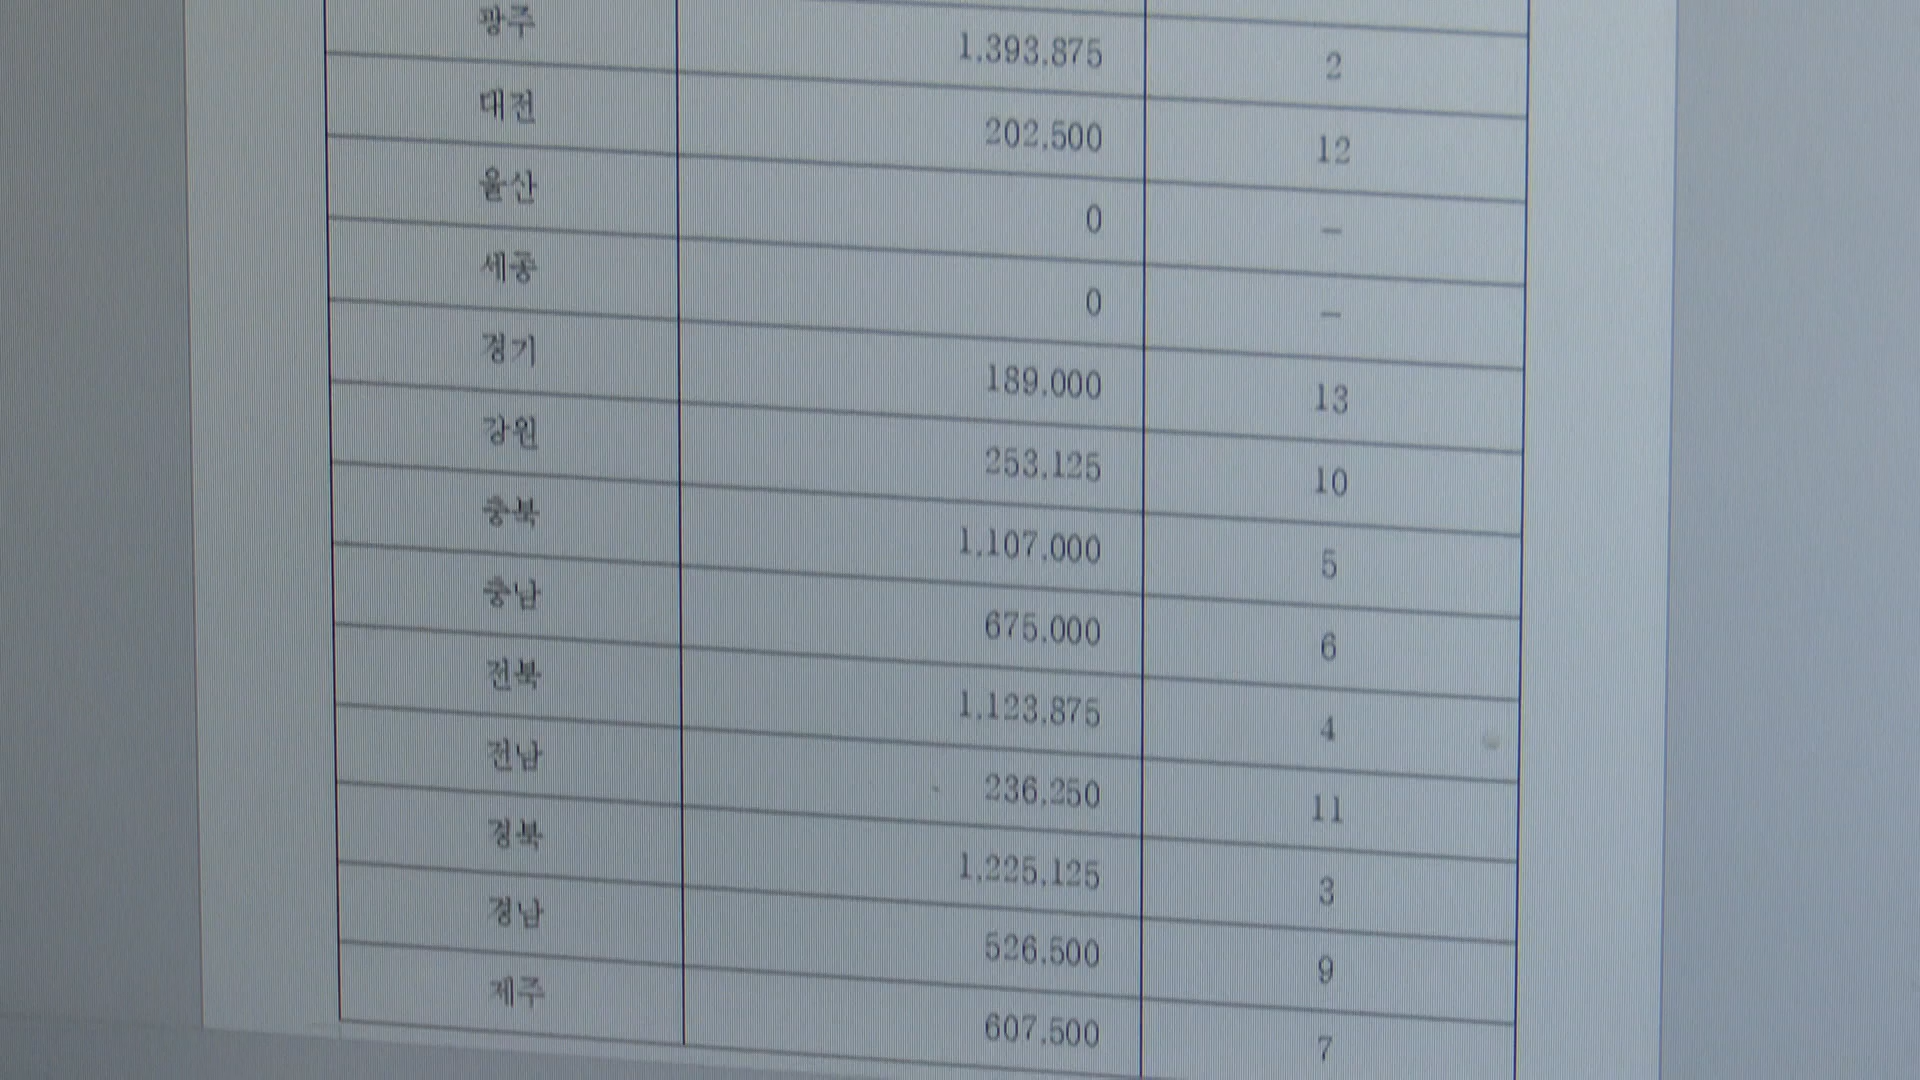 광주 1,393,875 2
대전 202,500 12
울산 0 -
세종 0 -
경기 189,000 13
강원 253,125 10
충북 1,107,000 5
충남 675,000 6
전북 1,123,875 4
전남 236,250 11
경북 1,225,125 3
경남 526,500 9
제주 607,500 7